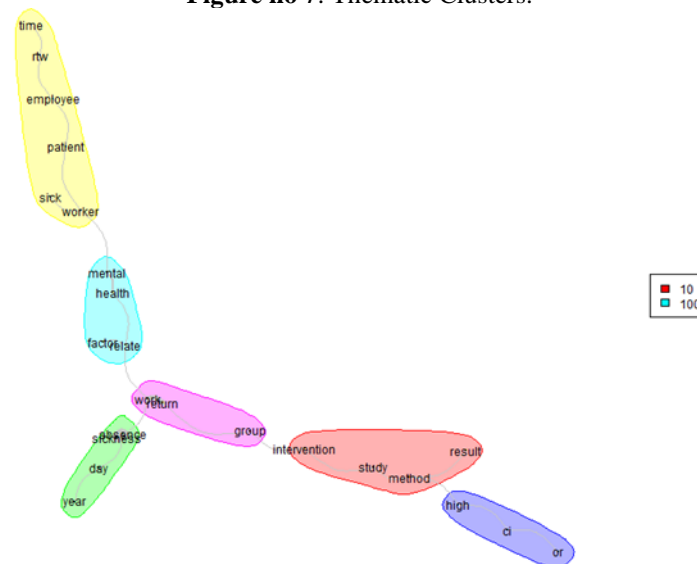 Figure no 7: Thematic Clusters.
time
rtw
employee
patient
sick
worker
mental
health
factor
relate
work
return
group
absence
sickness
day
year
intervention
study
method
result
high
ci
or
10
100